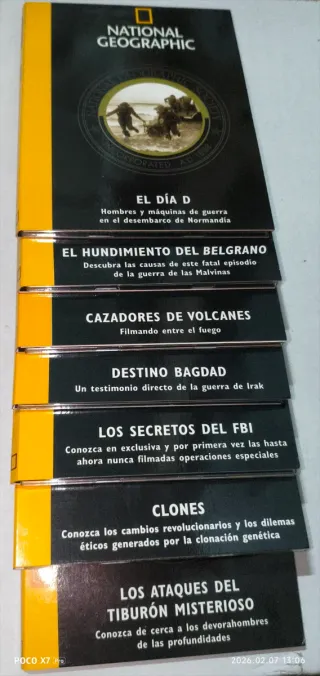 NATIONAL
GEOGRAPHIC
EL DÍA D
Hombres y máquinas de guerra
en el desembarco de Normandía
EL HUNDIMIENTO DEL BELGRANO
Descubra las causas de este fatal episodio
de la guerra de las Malvinas
CAZADORES DE VOLCANES
Filmando entre el fuego
DESTINO BAGDAD
Un testimonio directo de la guerra de Irak
LOS SECRETOS DEL FBI
Conozca en exclusiva y por primera vez las hasta
ahora nunca filmadas operaciones especiales
CLONES
Conozca los cambios revolucionarios y los dilemas
éticos generados por la clonación genética
LOS ATAQUES DEL
TIBURÓN MISTERIOSO
Conozca de cerca a los devorahombres
de las profundidades
POCO X7
2026.02.07 13:06